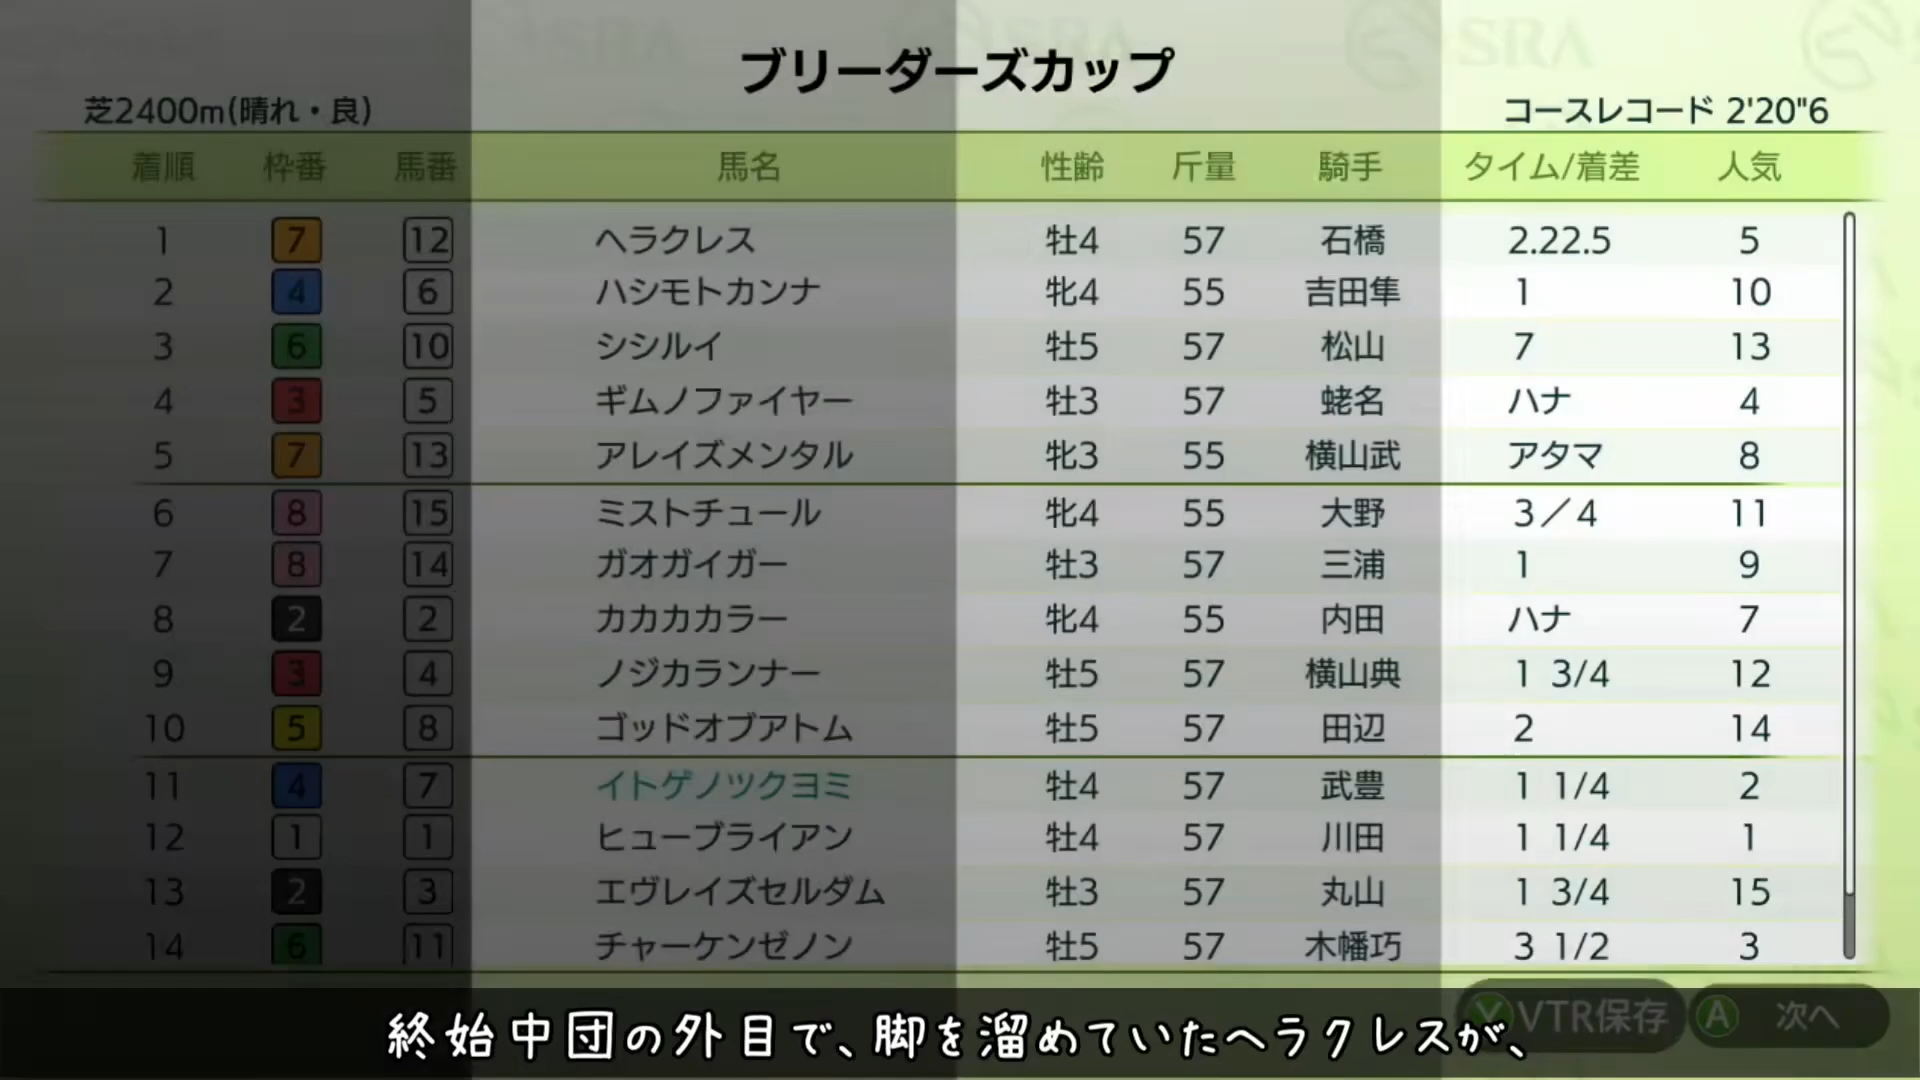 ブリーダーズカップ
芝2400m(晴れ・良) コースレコード 2'20"6
着順 枠番 馬番 馬名 性齢 斤量 騎手 タイム/着差 人気
1 7 12 ヘラクレス 牡4 57 石橋 2.22.5 5
2 4 6 ハシモトカンナ 牝4 55 吉田隼 1 10
3 6 10 シシルイ 牡5 57 松山 7 13
4 3 5 ギムノファイヤー 牡3 57 蛯名 ハナ 4
5 7 13 アレイズメンタル 牝3 55 横山武 アタマ 8
6 8 15 ミストチュール 牝4 55 大野 3／4 11
7 8 14 ガオガイガー 牡3 57 三浦 1 9
8 2 2 カカカカラー 牝4 55 内田 ハナ 7
9 3 4 ノジカランナー 牡5 57 横山典 1 3/4 12
10 5 8 ゴッドオブアトム 牡5 57 田辺 2 14
11 4 7 イトゲノツクヨミ 牡4 57 武豊 1 1/4 2
12 1 1 ヒューブライアン 牡4 57 川田 1 1/4 1
13 2 3 エヴレイズセルダム 牡3 57 丸山 1 3/4 15
14 6 11 チャーケンゼノン 牡5 57 木幡巧 3 1/2 3
Y VTR保存 A 次へ
終始中団の外目で、脚を溜めていたヘラクレスが、
SRA SRA SRA